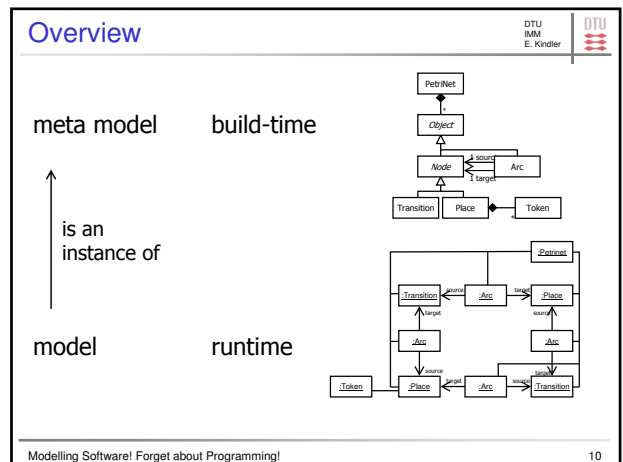 Overview
DTU
IMM
E. Kindler
DTU
meta model
build-time
PetriNet
*
Object
Node
1 source
1 target
Arc
Transition
Place
*
Token
is an
instance of
:Petrinet
:Transition
source
:Arc
target
:Place
target
source
:Arc
:Arc
source
target
model
runtime
:Token
:Place
target
:Arc
source
:Transition
Modelling Software! Forget about Programming!
10